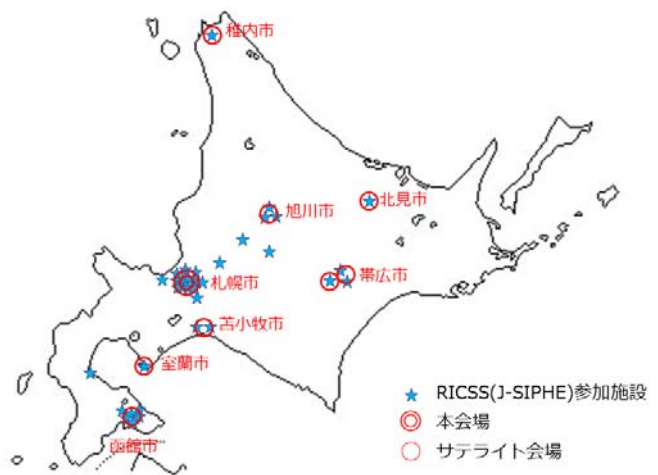 稚内市
北見市
旭川市
帯広市
札幌市
苫小牧市
室蘭市
函館市
RICSS(J-SIPHE)参加施設
本会場
サテライト会場